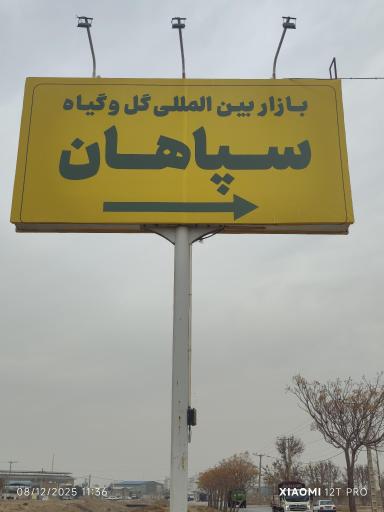 بازار بین المللی گل و گیاه
سپاهان
08/12/2025 11:36
XIAOMI 12T PRO